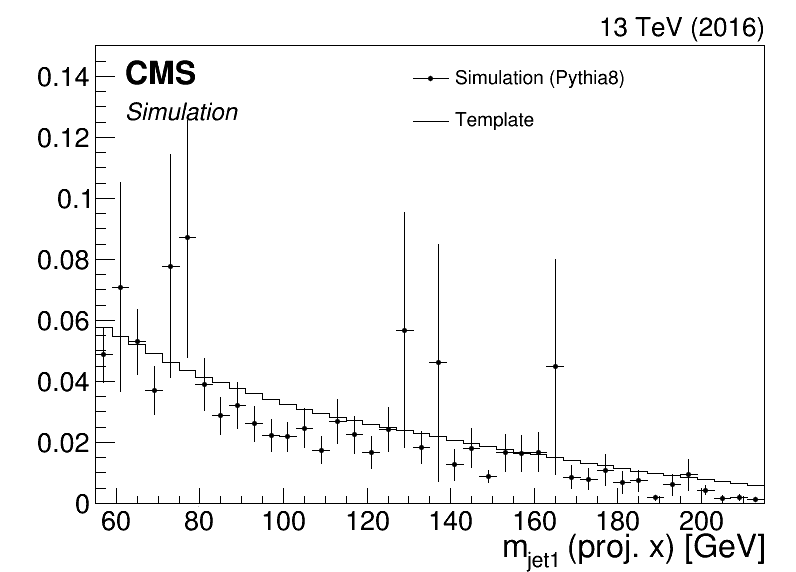 13 TeV (2016)
CMS
Simulation
Simulation (Pythia8)
Template
0.14
0.12
0.1
0.08
0.06
0.04
0.02
0
60 80 100 120 140 160 180 200
m_jet1 (proj. x) [GeV]